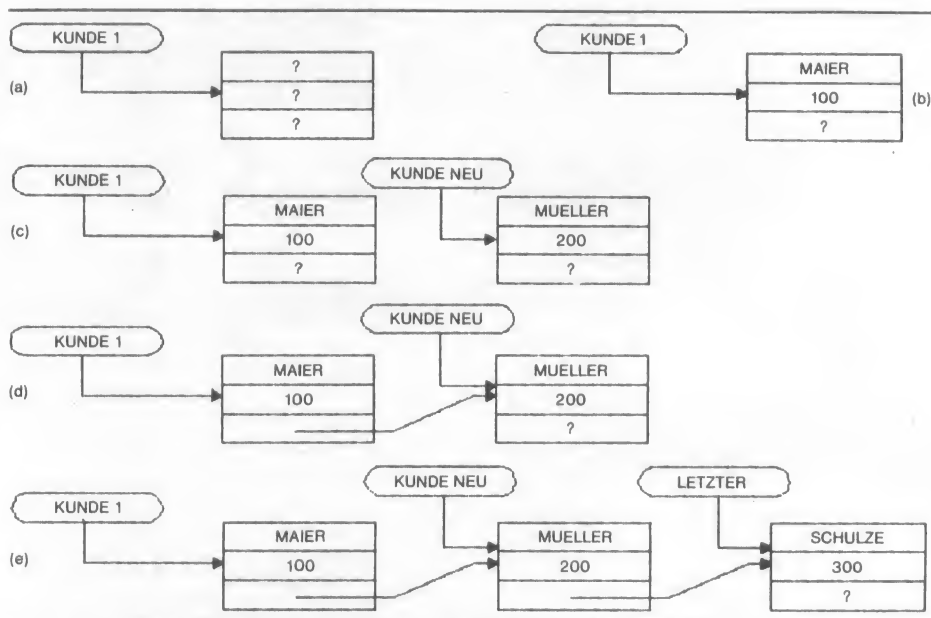 KUNDE 1
?
(a)
?
?
KUNDE 1
MAIER
100
(b)
?
KUNDE 1
KUNDE NEU
MAIER
MUELLER
(c)
100
200
?
?
KUNDE NEU
KUNDE 1
MAIER
MUELLER
(d)
100
200
?
KUNDE 1
KUNDE NEU
LETZTER
MAIER
MUELLER
SCHULZE
(e)
100
200
300
?